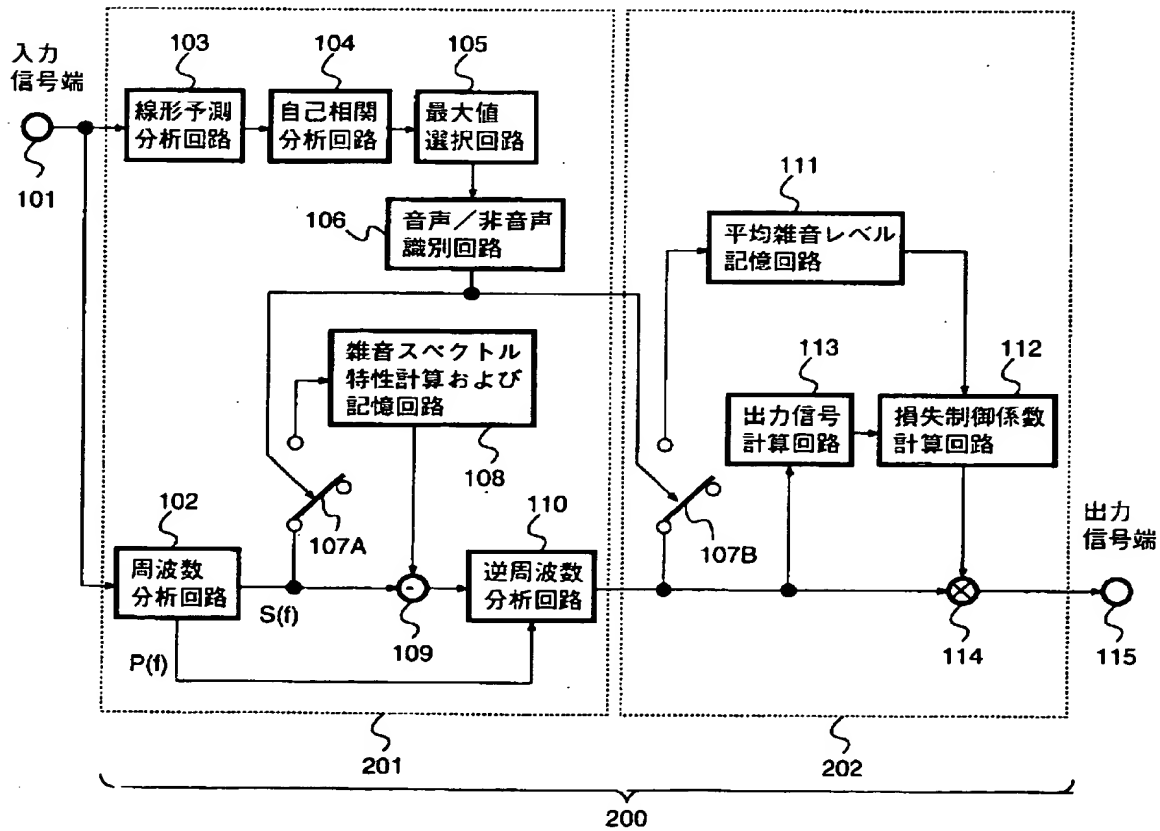 入力
信号端
101
103
線形予測
分析回路
104
自己相関
分析回路
105
最大値
選択回路
106
音声／非音声
識別回路
雑音スペクトル
特性計算および
記憶回路
108
107A
102
周波数
分析回路
S(f)
P(f)
109
110
逆周波数
分析回路
201
111
平均雑音レベル
記憶回路
113
出力信号
計算回路
112
損失制御係数
計算回路
107B
114
出力
信号端
115
202
200